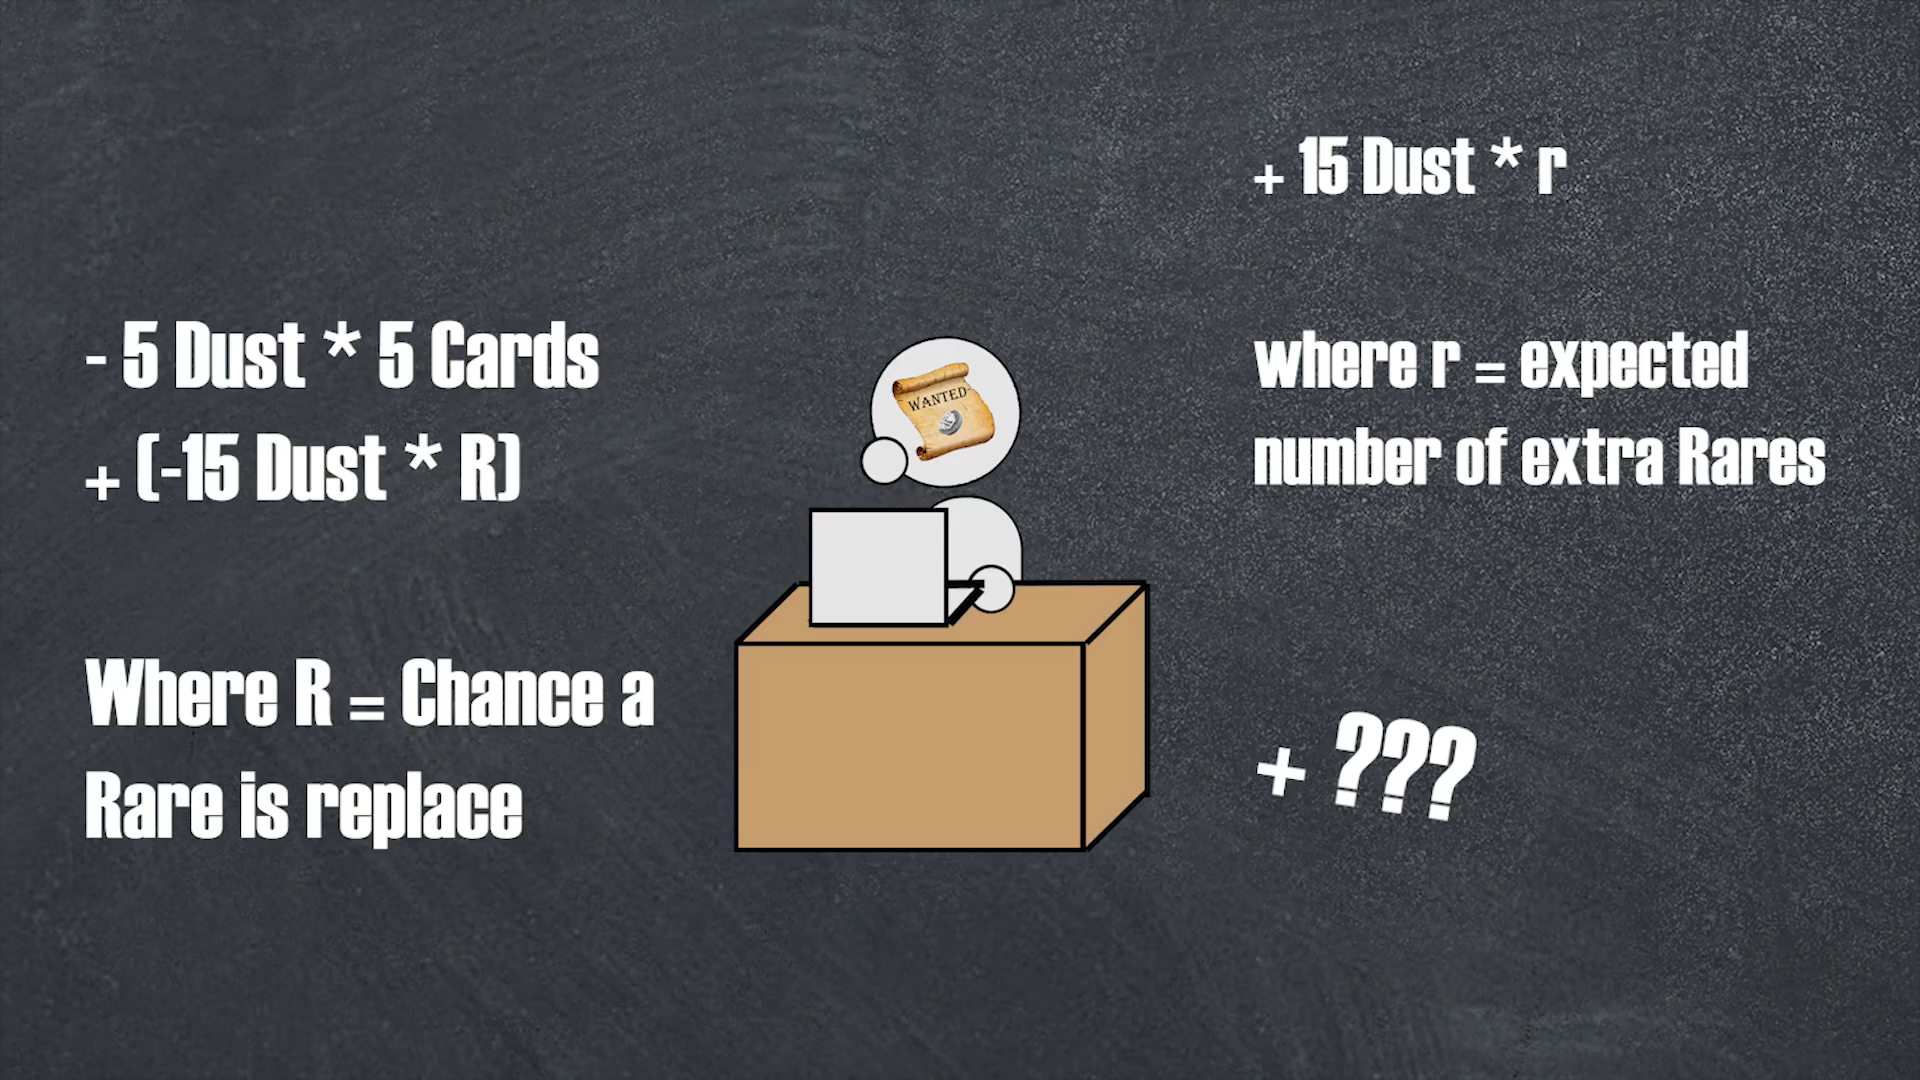 - 5 Dust * 5 Cards
+ (-15 Dust * R)
Where R = Chance a
Rare is replace
WANTED
+ 15 Dust * r
where r = expected
number of extra Rares
+ ???